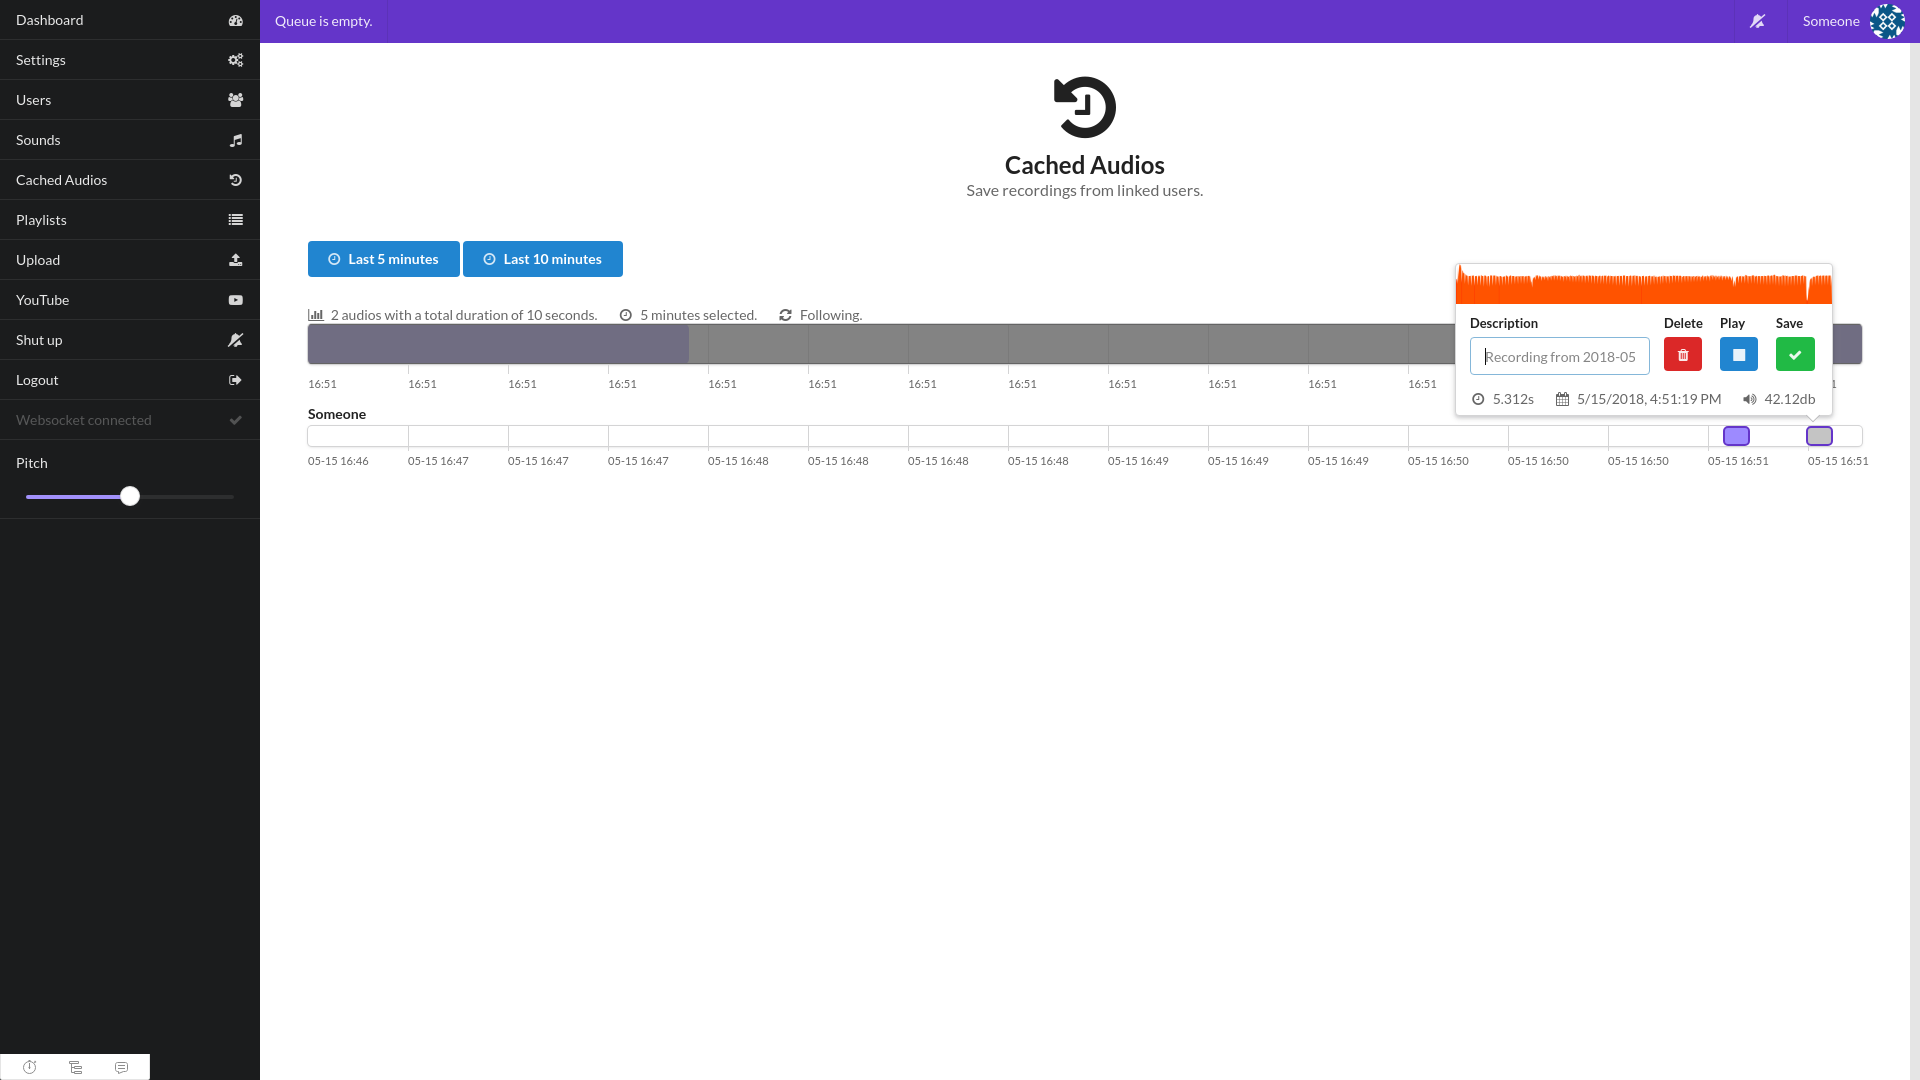 Dashboard
Settings
Users
Sounds
Cached Audios
Playlists
Upload
YouTube
Shut up
Logout
Websocket connected
Pitch
Queue is empty.
Someone
Cached Audios
Save recordings from linked users.
Last 5 minutes
Last 10 minutes
2 audios with a total duration of 10 seconds. 5 minutes selected. Following.
16:51 16:51 16:51 16:51 16:51 16:51 16:51 16:51 16:51 16:51 16:51 16:51
Description Delete Play Save
Recording from 2018-05
5.312s 5/15/2018, 4:51:19 PM 42.12db
Someone
05-15 16:46 05-15 16:47 05-15 16:47 05-15 16:47 05-15 16:48 05-15 16:48 05-15 16:48 05-15 16:48 05-15 16:49 05-15 16:49 05-15 16:49 05-15 16:50 05-15 16:50 05-15 16:50 05-15 16:51 05-15 16:51